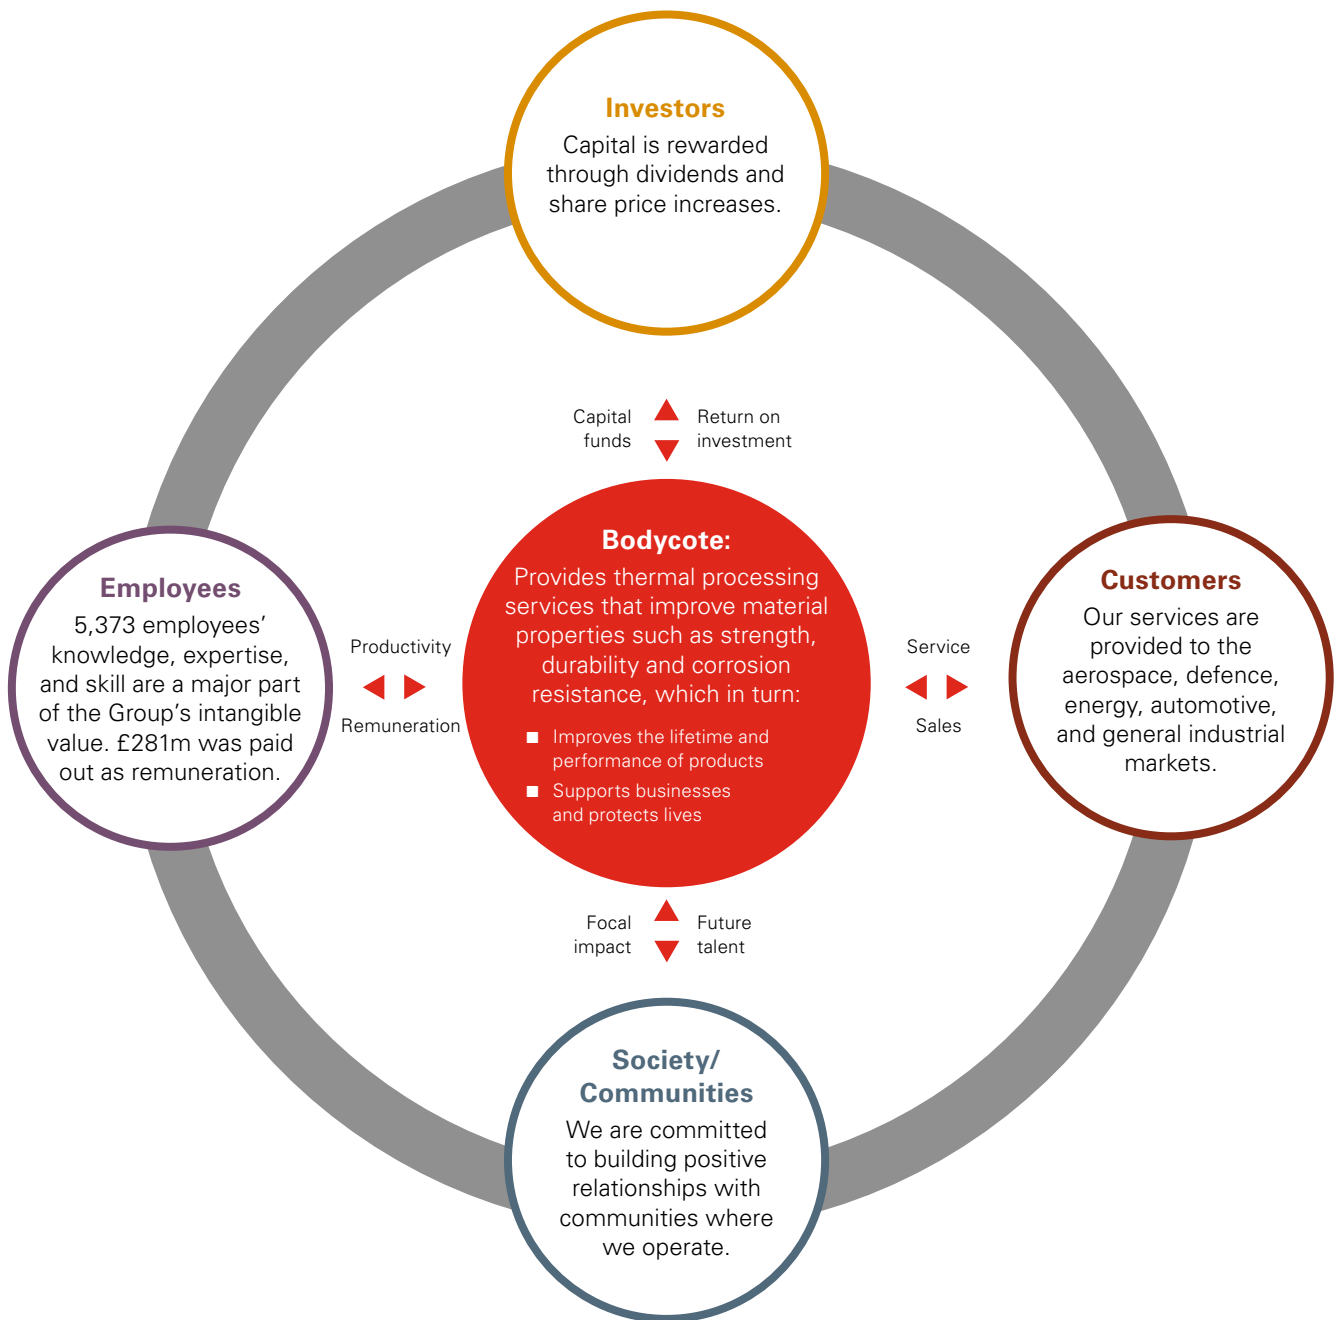 Investors
Capital is rewarded
through dividends and
share price increases.
Capital
funds
Return on
investment
Employees
5,373 employees’
knowledge, expertise,
and skill are a major part
of the Group’s intangible
value. £281m was paid
out as remuneration.
Productivity
Remuneration
Bodycote:
Provides thermal processing
services that improve material
properties such as strength,
durability and corrosion
resistance, which in turn:
Improves the lifetime and
performance of products
Supports businesses
and protects lives
Service
Sales
Customers
Our services are
provided to the
aerospace, defence,
energy, automotive,
and general industrial
markets.
Focal
impact
Future
talent
Society/
Communities
We are committed
to building positive
relationships with
communities where
we operate.